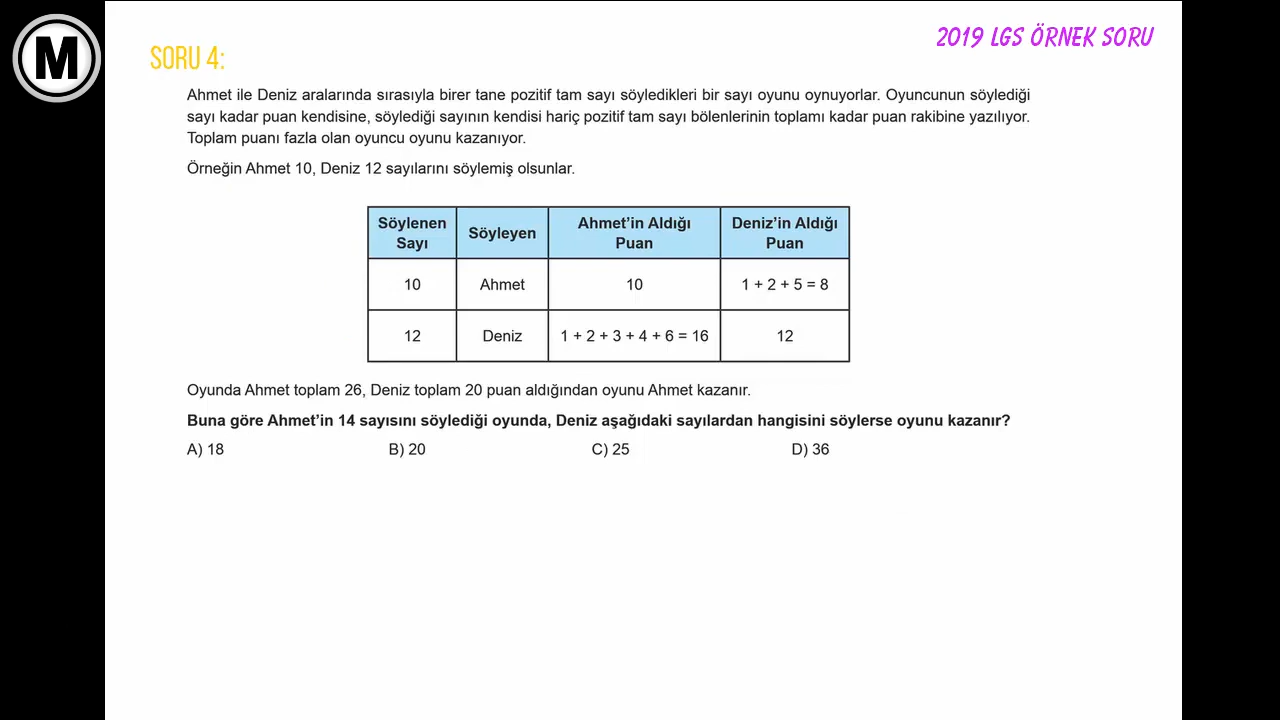 M
2019 LGS ÖRNEK SORU
SORU 4:
Ahmet ile Deniz aralarında sırasıyla birer tane pozitif tam sayı söyledikleri bir sayı oyunu oynuyorlar. Oyuncunun söylediği
sayı kadar puan kendisine, söylediği sayının kendisi hariç pozitif tam sayı bölenlerinin toplamı kadar puan rakibine yazılıyor.
Toplam puanı fazla olan oyuncu oyunu kazanıyor.
Örneğin Ahmet 10, Deniz 12 sayılarını söylemiş olsunlar.
Söylenen Sayı Söyleyen Ahmet'in Aldığı Puan Deniz'in Aldığı Puan
10 Ahmet 10 1 + 2 + 5 = 8
12 Deniz 1 + 2 + 3 + 4 + 6 = 16 12
Oyunda Ahmet toplam 26, Deniz toplam 20 puan aldığından oyunu Ahmet kazanır.
Buna göre Ahmet'in 14 sayısını söylediği oyunda, Deniz aşağıdaki sayılardan hangisini söylerse oyunu kazanır?
A) 18 B) 20 C) 25 D) 36